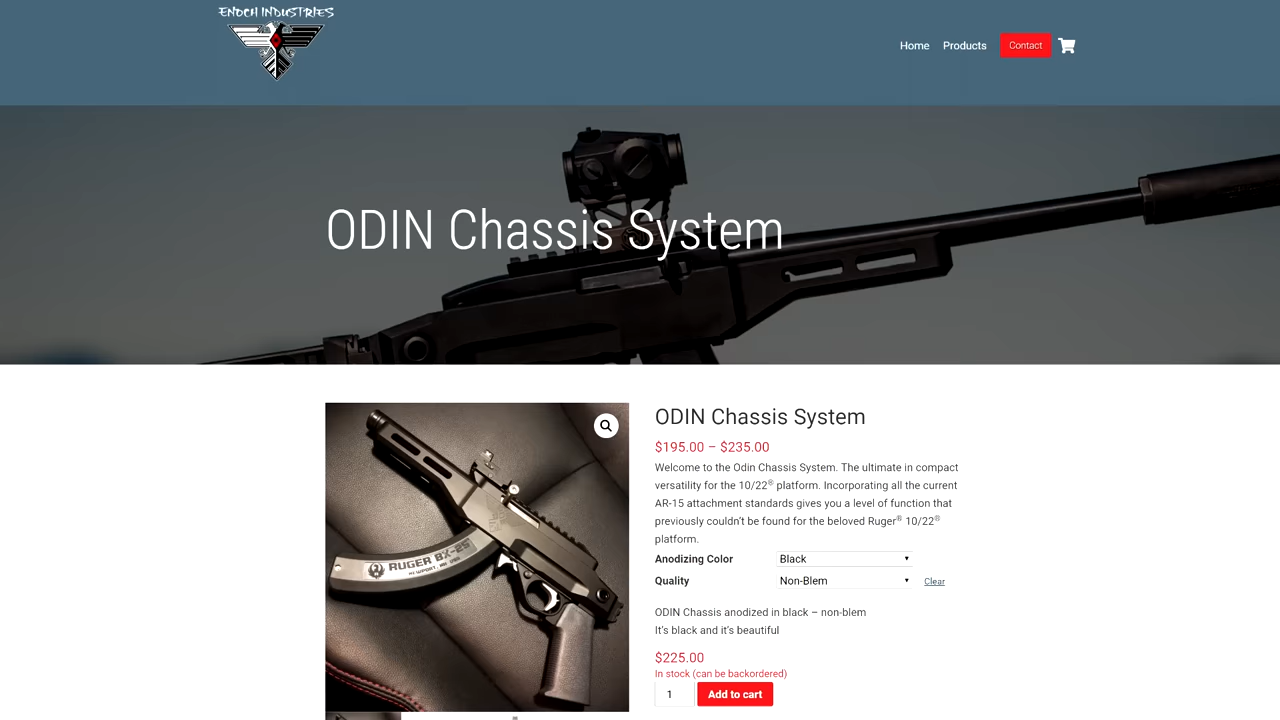 ENOCH INDUSTRIES
Home Products Contact
ODIN Chassis System
RUGER BX-25
ODIN Chassis System
$195.00 – $235.00
Welcome to the Odin Chassis System. The ultimate in compact
versatility for the 10/22® platform. Incorporating all the current
AR-15 attachment standards gives you a level of function that
previously couldn't be found for the beloved Ruger® 10/22®
platform.
Anodizing Color Black
Quality Non-Blem Clear
ODIN Chassis anodized in black – non-blem
It's black and it's beautiful
$225.00
In stock (can be backordered)
1 Add to cart